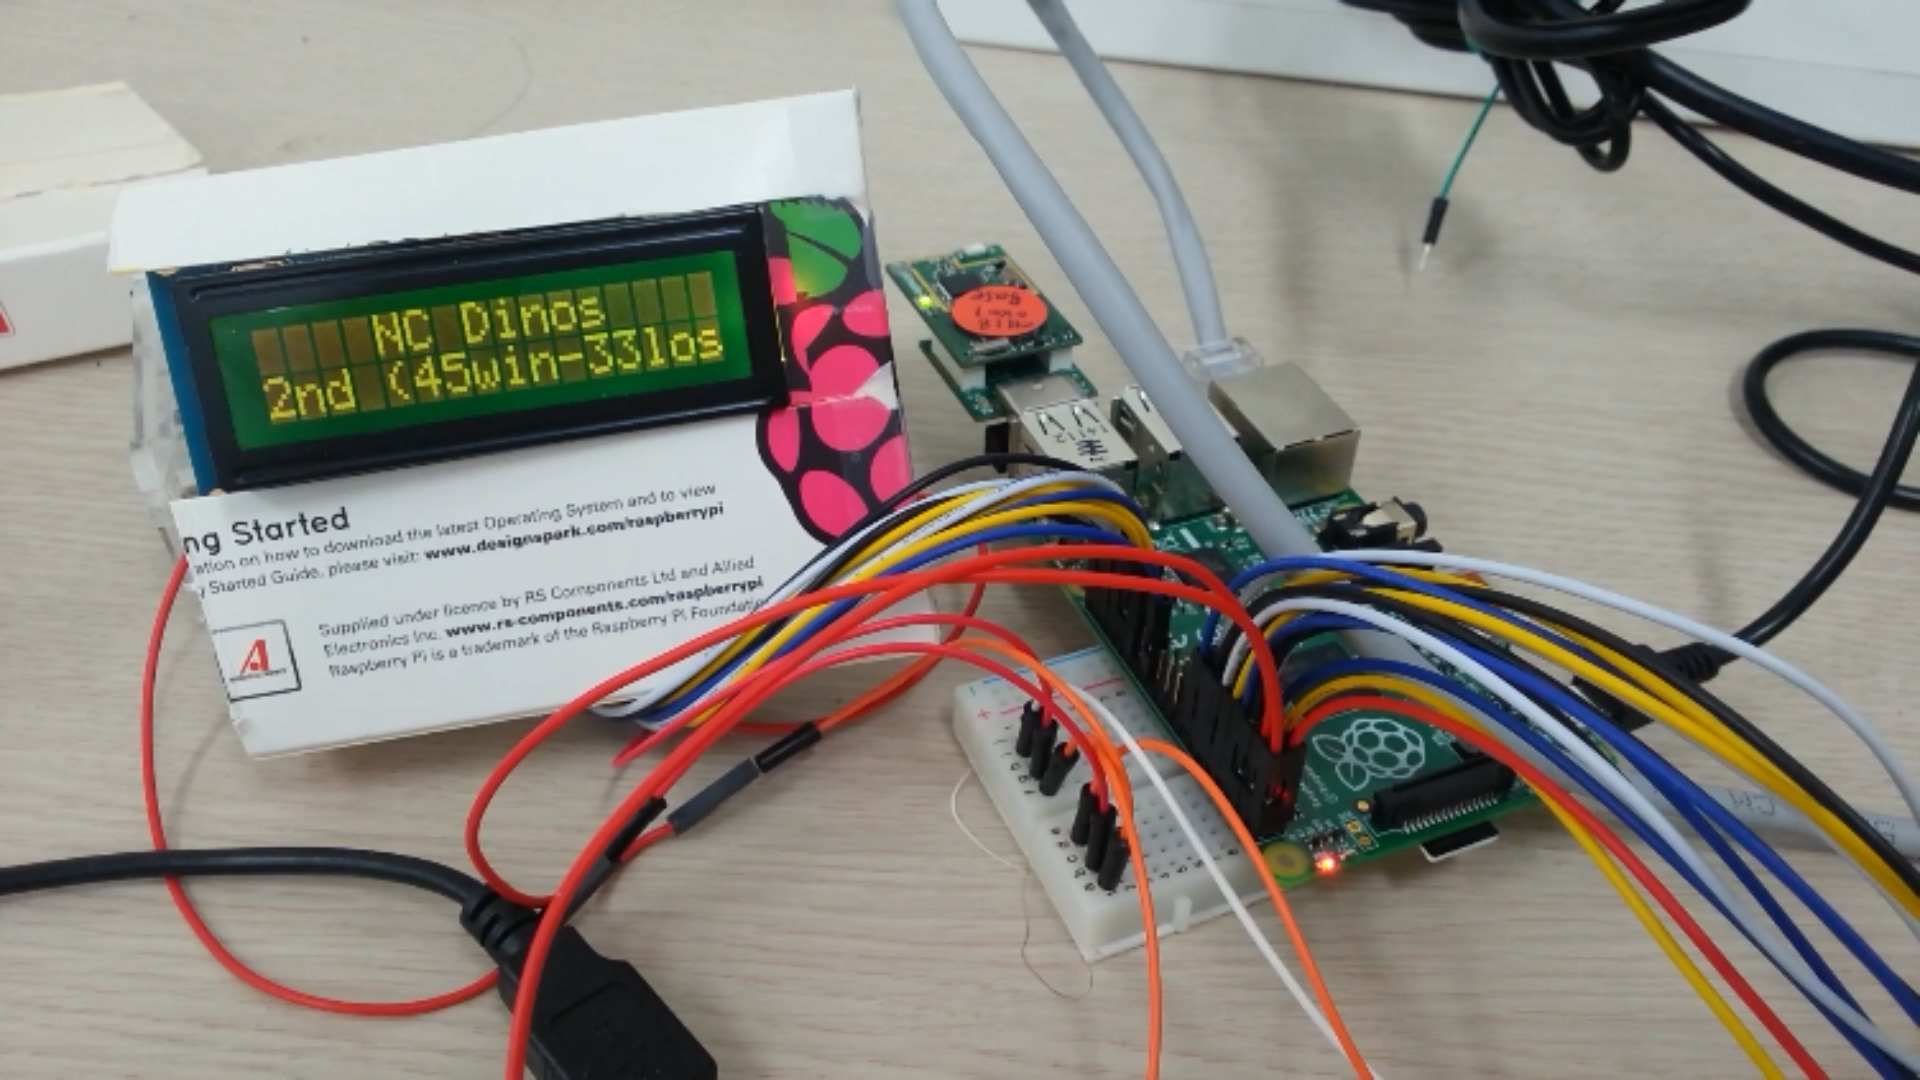 NC Dinos
2nd (45win-33los
ng Started
ation on how to download the latest Operating System and to view
Started Guide, please visit: www.designspark.com/raspberrypi
Supplied under licence by RS Components Ltd and Allied
Electronics Inc. www.rs-components.com/raspberrypi
Raspberry Pi is a trademark of the Raspberry Pi Foundatio
A
Base